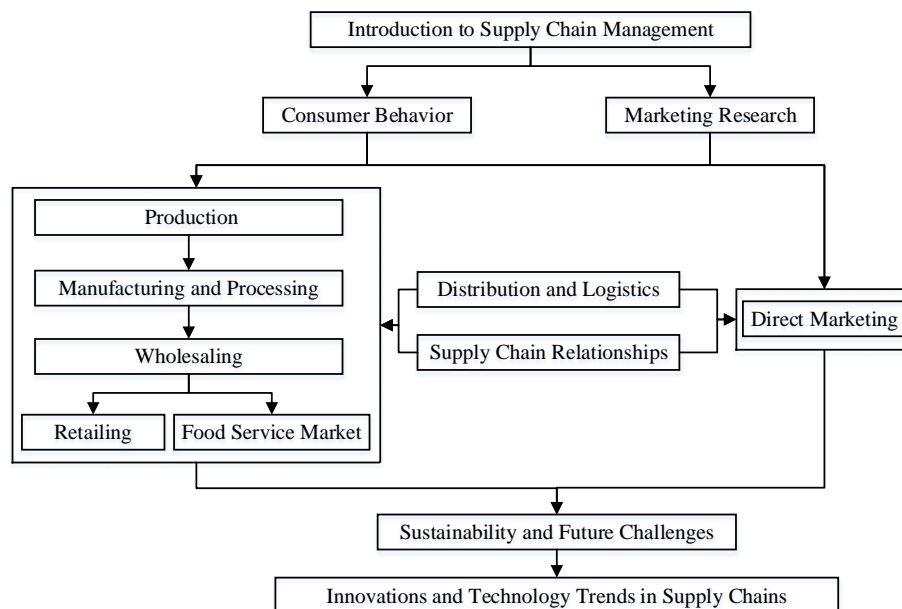 Introduction to Supply Chain Management
Consumer Behavior
Marketing Research
Production
Manufacturing and Processing
Distribution and Logistics
Direct Marketing
Wholesaling
Supply Chain Relationships
Retailing
Food Service Market
Sustainability and Future Challenges
Innovations and Technology Trends in Supply Chains